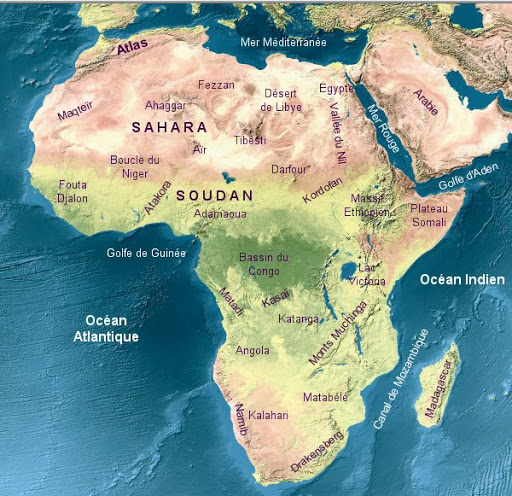 Mer Méditerranée
Atlas
Fezzan
Désert
de Libye
Egypte
Maqteir
Ahaggar
Mer Rouge
Arabie
SAHARA
Vallée du Nil
Tibesti
Aïr
Boucle du
Niger
Darfour
Golfe d'Aden
Fouta
Djalon
Atakora
SOUDAN
Kordofan
Massif
Ethiopien
Adamaoua
Plateau
Somali
Golfe de Guinée
Bassin du
Congo
Lac
Victoria
Océan Indien
Matadi
Kasaï
Océan
Atlantique
Katanga
Monts Muchinga
Angola
Canal de Mozambique
Madagascar
Namib
Kalahari
Matabélé
Drakensberg